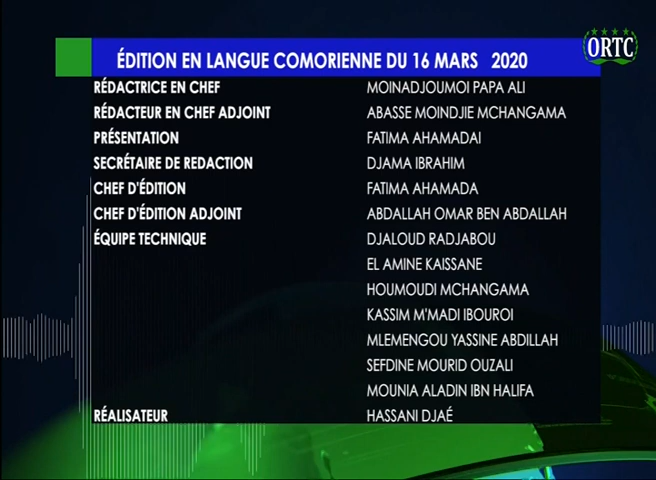 ORTC
ÉDITION EN LANGUE COMORIENNE DU 16 MARS 2020
RÉDACTRICE EN CHEF MOINADJOUMOI PAPA ALI
RÉDACTEUR EN CHEF ADJOINT ABASSE MOINDJIE MCHANGAMA
PRÉSENTATION FATIMA AHAMADAI
SECRÉTAIRE DE REDACTION DJAMA IBRAHIM
CHEF D'ÉDITION FATIMA AHAMADA
CHEF D'ÉDITION ADJOINT ABDALLAH OMAR BEN ABDALLAH
ÉQUIPE TECHNIQUE DJALOUD RADJABOU
EL AMINE KAISSANE
HOUMOUDI MCHANGAMA
KASSIM M'MADI IBOUROI
MLEMENGOU YASSINE ABDILLAH
SEFDINE MOURID OUZALI
MOUNIA ALADIN IBN HALIFA
RÉALISATEUR HASSANI DJAÉ